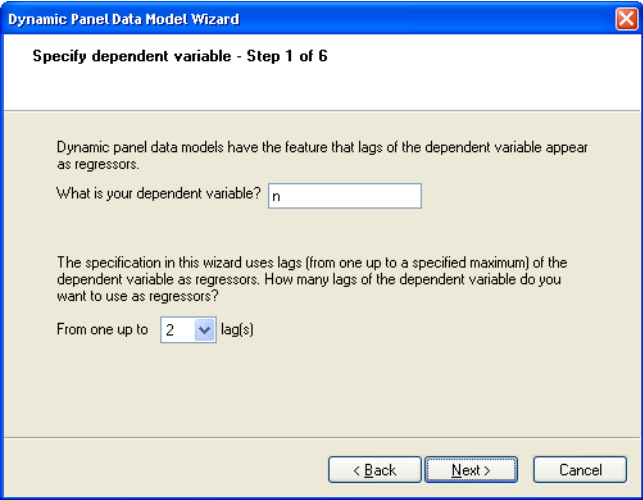 Dynamic Panel Data Model Wizard
Specify dependent variable - Step 1 of 6
Dynamic panel data models have the feature that lags of the dependent variable appear
as regressors.
What is your dependent variable? n
The specification in this wizard uses lags (from one up to a specified maximum) of the
dependent variable as regressors. How many lags of the dependent variable do you
want to use as regressors?
From one up to 2 lag(s)
< Back Next > Cancel